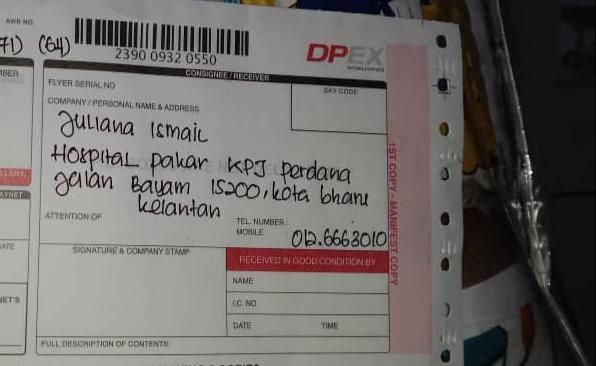 AWB NO.
71) (64)
2390 0932 0550
DPEX
WORLDWIDE
CONSIGNEE / RECEIVER
FLYER SERIAL NO
SKY CODE
COMPANY / PERSONAL NAME & ADDRESS
Juliana Ismail
Hospital pakar KPJ perdana
Jalan Bayam 15200, kota bharu
kelantan
ATTENTION OF
TEL. NUMBER:
MOBILE 012.6663010
SIGNATURE & COMPANY STAMP
RECEIVED IN GOOD CONDITION BY
NAME
I.C. NO
DATE TIME
FULL DESCRIPTION OF CONTENTS:
1ST COPY - MANIFEST COPY